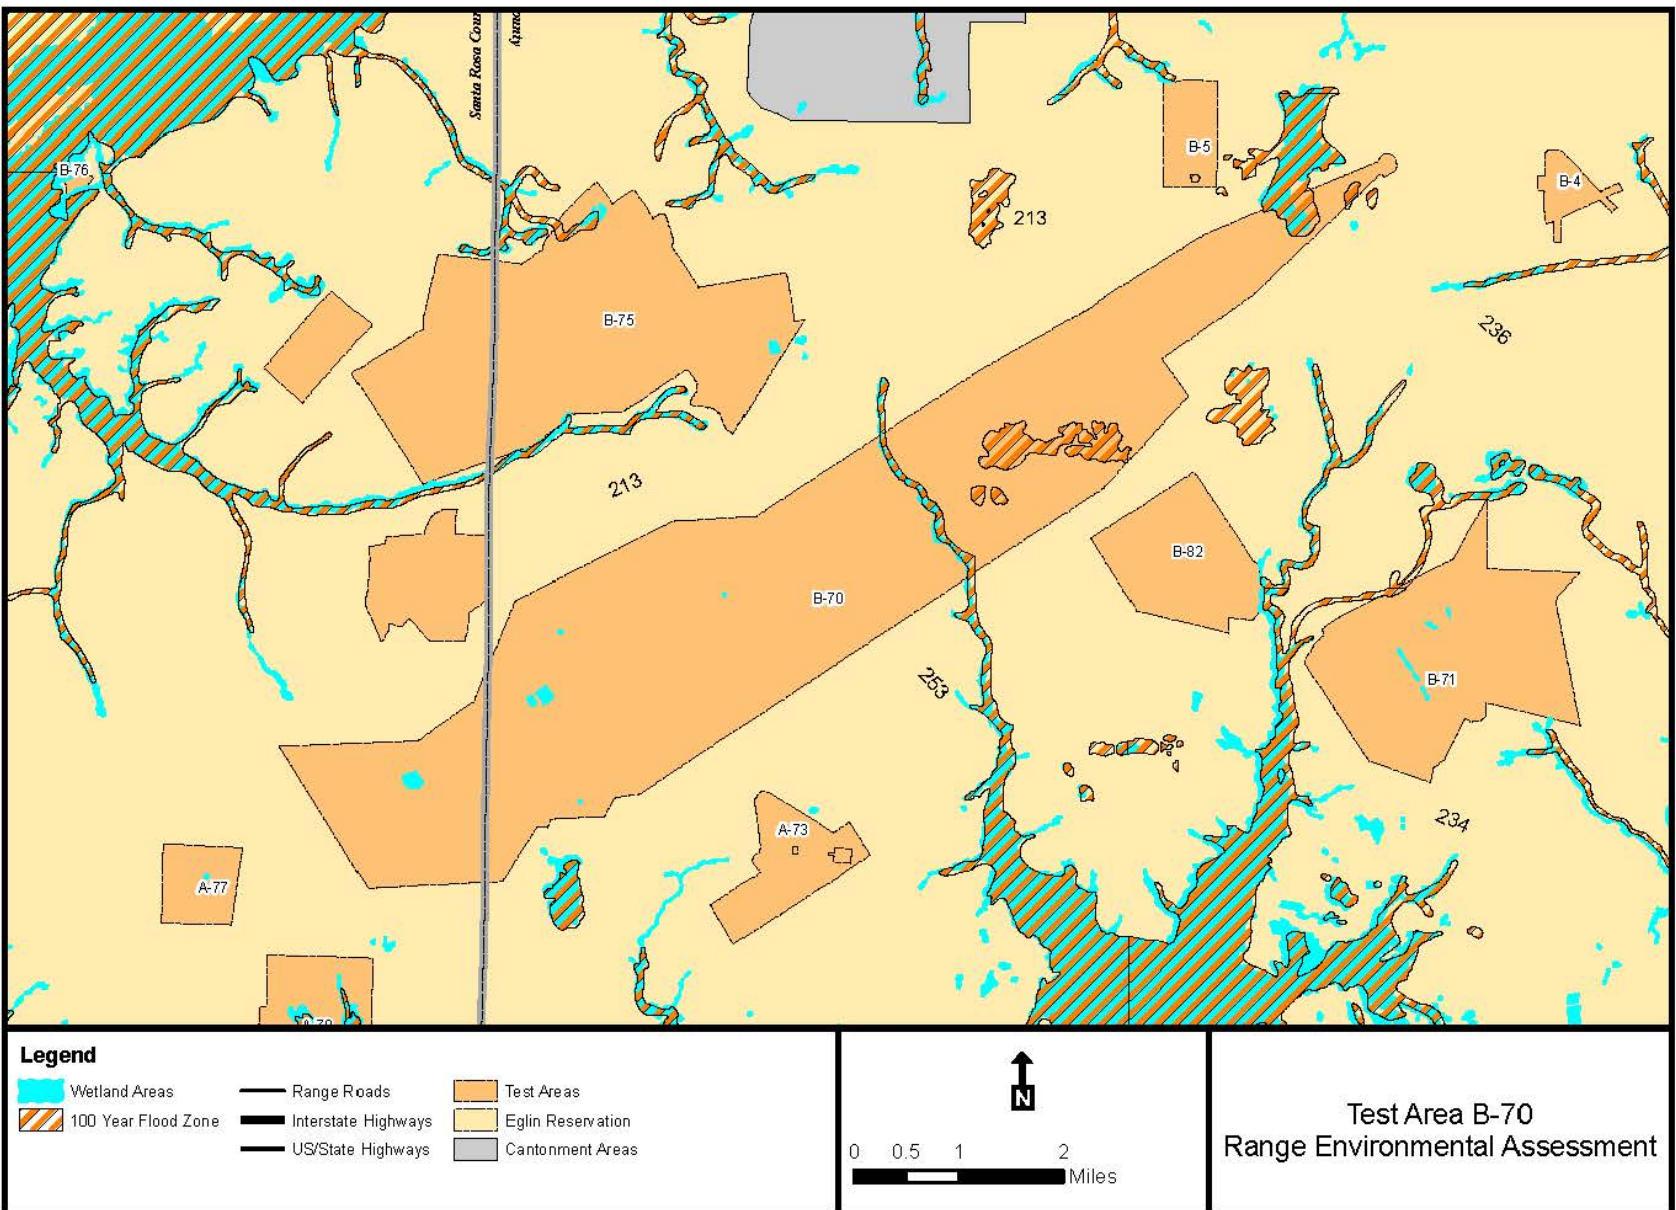 Santa Rosa Coun
B-76
B-5
B-4
213
B-75
236
213
B-82
B-70
253
B-71
A-73
234
A-77
Legend
Wetland Areas
100 Year Flood Zone
Range Roads
Interstate Highways
US/State Highways
Test Areas
Eglin Reservation
Cantonment Areas
N
0 0.5 1 2
Miles
Test Area B-70
Range Environmental Assessment